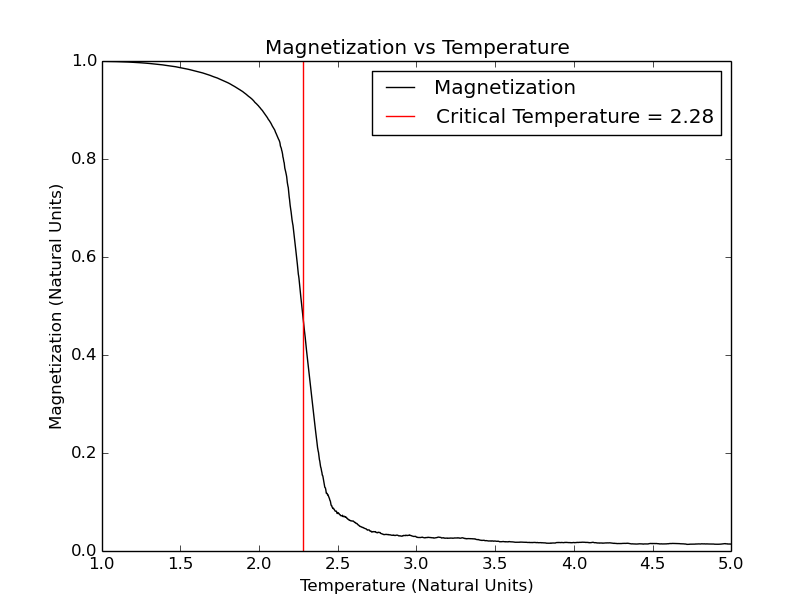 Magnetization vs Temperature
1.0
Magnetization
Critical Temperature = 2.28
0.8
0.6
0.4
0.2
0.0
Magnetization (Natural Units)
1.0 1.5 2.0 2.5 3.0 3.5 4.0 4.5 5.0
Temperature (Natural Units)